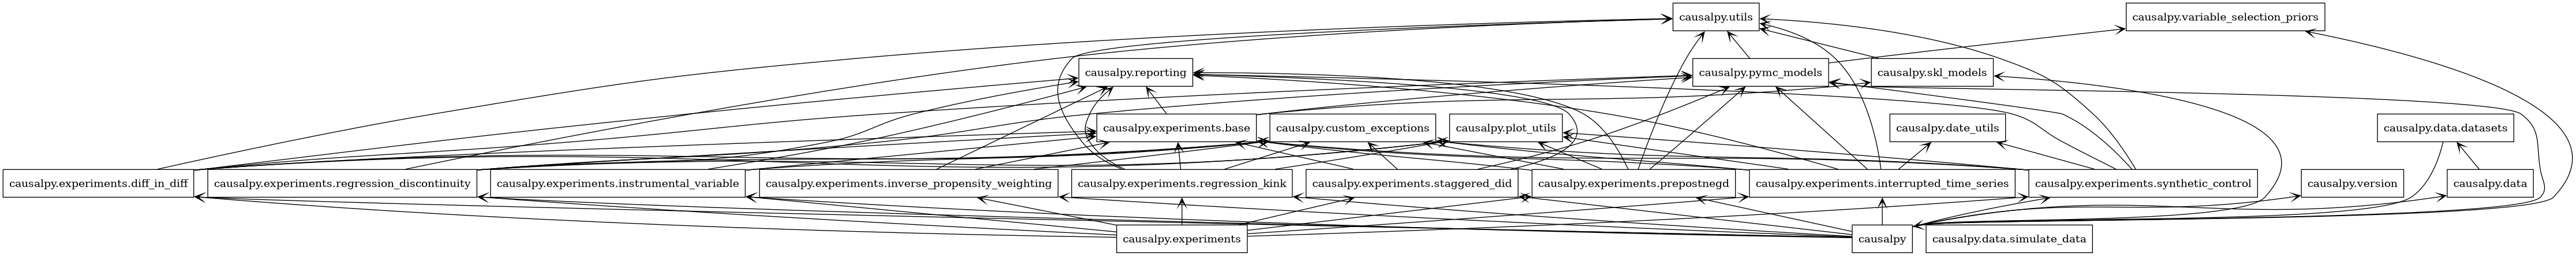 causalpy.utils
causalpy.variable_selection_priors
causalpy.reporting
causalpy.pymc_models
causalpy.skl_models
causalpy.experiments.base
causalpy.custom_exceptions
causalpy.plot_utils
causalpy.date_utils
causalpy.data.datasets
causalpy.experiments.diff_in_diff
causalpy.experiments.regression_discontinuity
causalpy.experiments.instrumental_variable
causalpy.experiments.inverse_propensity_weighting
causalpy.experiments.regression_kink
causalpy.experiments.staggered_did
causalpy.experiments.prepostnegd
causalpy.experiments.interrupted_time_series
causalpy.experiments.synthetic_control
causalpy.version
causalpy.data
causalpy.experiments
causalpy
causalpy.data.simulate_data